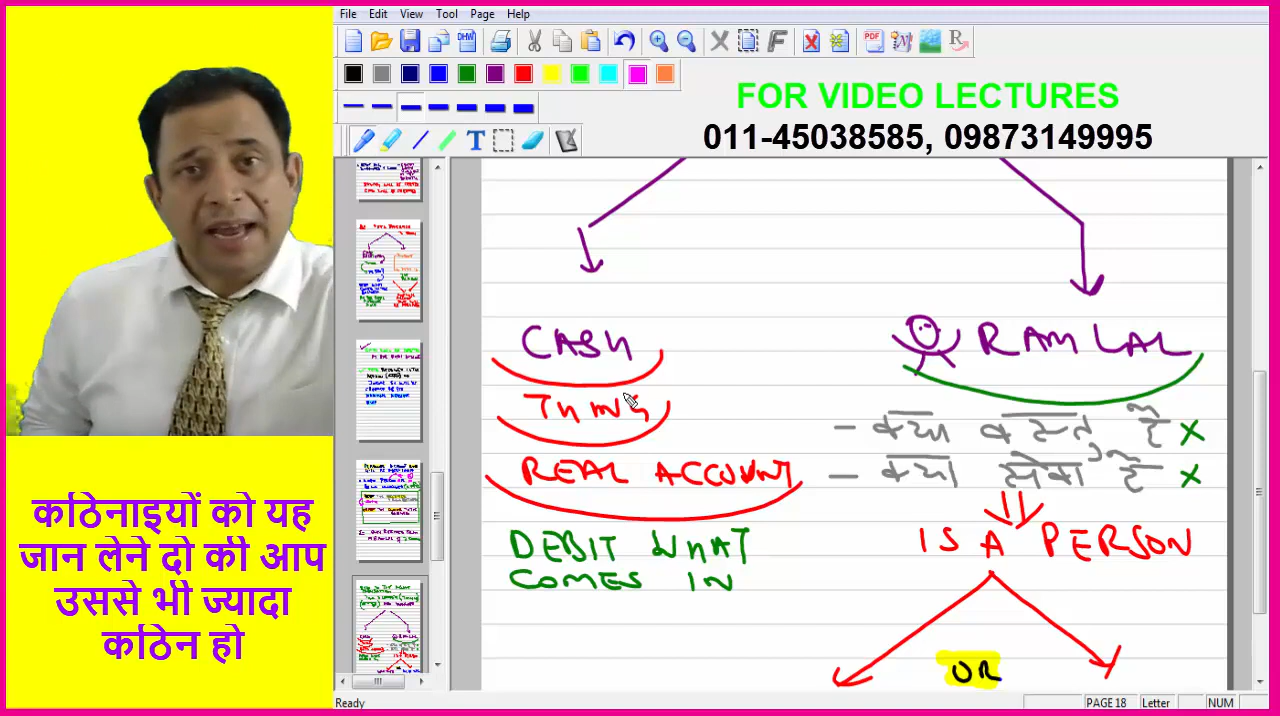 File Edit View Tool Page Help
FOR VIDEO LECTURES
011-45038585, 09873149995
CASH
RAM LAL
THING
- क्या वस्तु है X
REAL ACCOUNT
- क्या सेवा है X
DEBIT WHAT
COMES IN
IS A PERSON
OR
कठिनाइयों को यह
जान लेने दो की आप
उससे भी ज्यादा
कठिन हो
Ready
PAGE 18
Letter
NUM